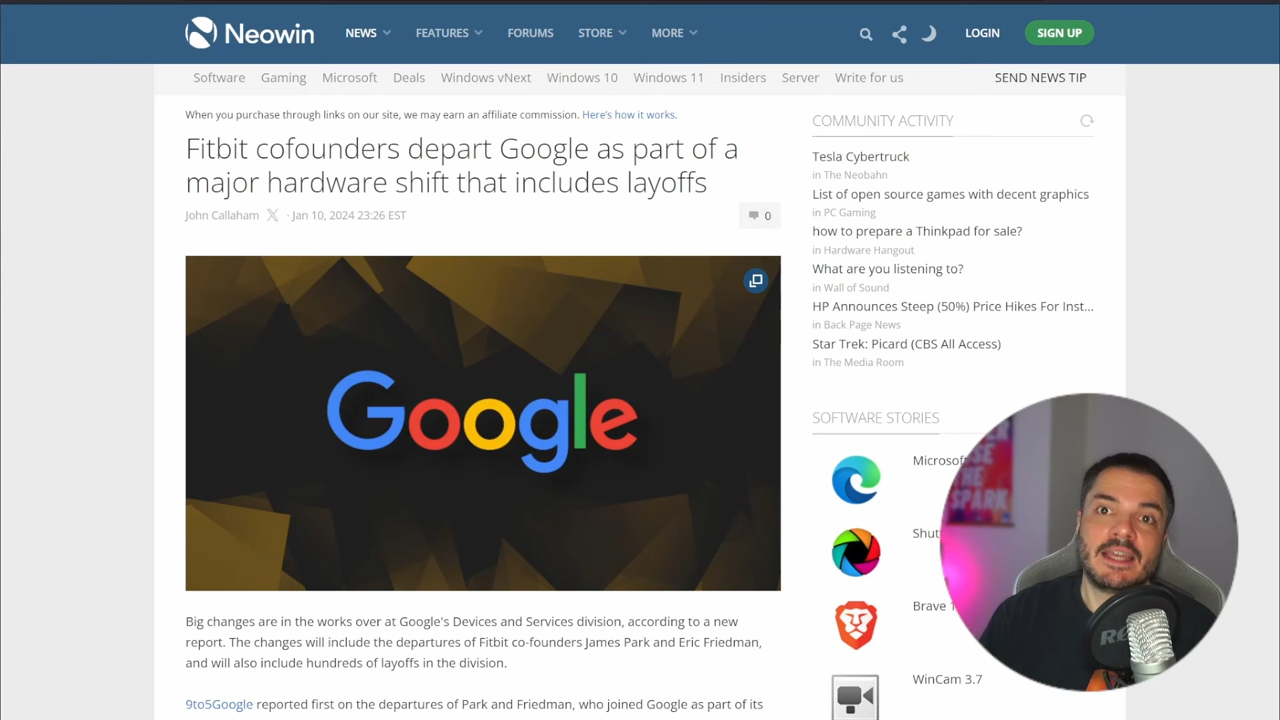 Neowin
NEWS
FEATURES
FORUMS
STORE
MORE
LOGIN
SIGN UP
Software
Gaming
Microsoft
Deals
Windows vNext
Windows 10
Windows 11
Insiders
Server
Write for us
SEND NEWS TIP
When you purchase through links on our site, we may earn an affiliate commission. Here's how it works.
Fitbit cofounders depart Google as part of a
major hardware shift that includes layoffs
John Callaham · Jan 10, 2024 23:26 EST
0
Google
Big changes are in the works over at Google's Devices and Services division, according to a new
report. The changes will include the departures of Fitbit co-founders James Park and Eric Friedman,
and will also include hundreds of layoffs in the division.
9to5Google reported first on the departures of Park and Friedman, who joined Google as part of its
COMMUNITY ACTIVITY
Tesla Cybertruck
in The Neobahn
List of open source games with decent graphics
in PC Gaming
how to prepare a Thinkpad for sale?
in Hardware Hangout
What are you listening to?
in Wall of Sound
HP Announces Steep (50%) Price Hikes For Inst...
in Back Page News
Star Trek: Picard (CBS All Access)
in The Media Room
SOFTWARE STORIES
Microsof
Shut
Brave 1
WinCam 3.7
THE
SPARK